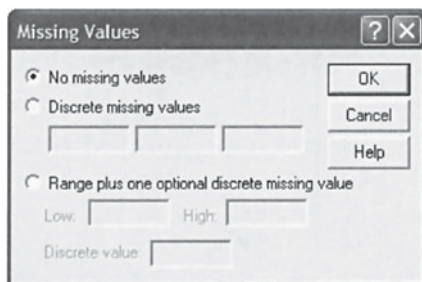 Missing Values
No missing values
OK
Discrete missing values
Cancel
Help
Range plus one optional discrete missing value
Low: High:
Discrete value: